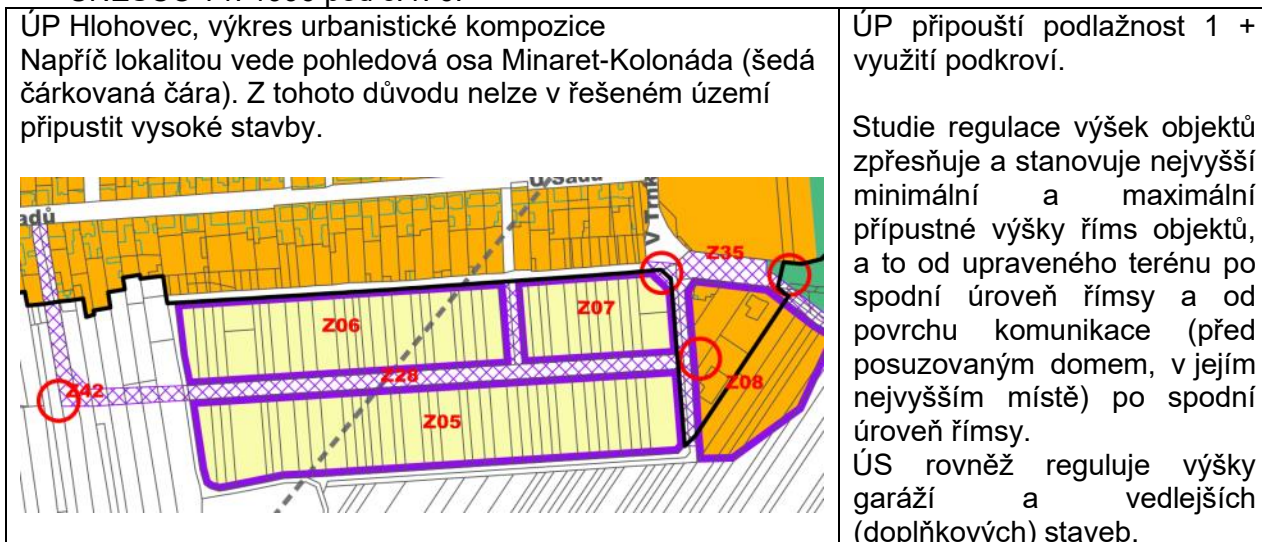 ÚP Hlohovec, výkres urbanistické kompozice
Napříč lokalitou vede pohledová osa Minaret-Kolonáda (šedá
čárkovaná čára). Z tohoto důvodu nelze v řešeném území
připustit vysoké stavby.
adů
U Sadu
V Trnk
Z35
Z06
Z07
Z28
Z42
Z08
Z05
ÚP připouští podlažnost 1 +
využití podkroví.
Studie regulace výšek objektů
zpřesňuje a stanovuje nejvyšší
minimální a maximální
přípustné výšky říms objektů,
a to od upraveného terénu po
spodní úroveň římsy a od
povrchu komunikace (před
posuzovaným domem, v jejím
nejvyšším místě) po spodní
úroveň římsy.
ÚS rovněž reguluje výšky
garáží a vedlejších
(doplňkových) staveb.